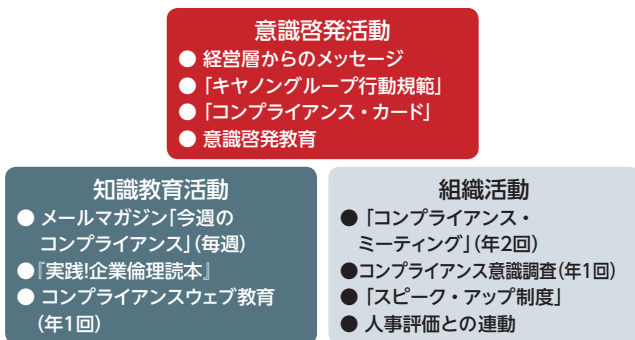 意識啓発活動
● 経営層からのメッセージ
● 「キヤノングループ行動規範」
● 「コンプライアンス・カード」
● 意識啓発教育
知識教育活動
● メールマガジン「今週の
コンプライアンス」(毎週)
●『実践!企業倫理読本』
● コンプライアンスウェブ教育
(年1回)
組織活動
● 「コンプライアンス・
ミーティング」(年2回)
●コンプライアンス意識調査(年1回)
● 「スピーク・アップ制度」
● 人事評価との連動